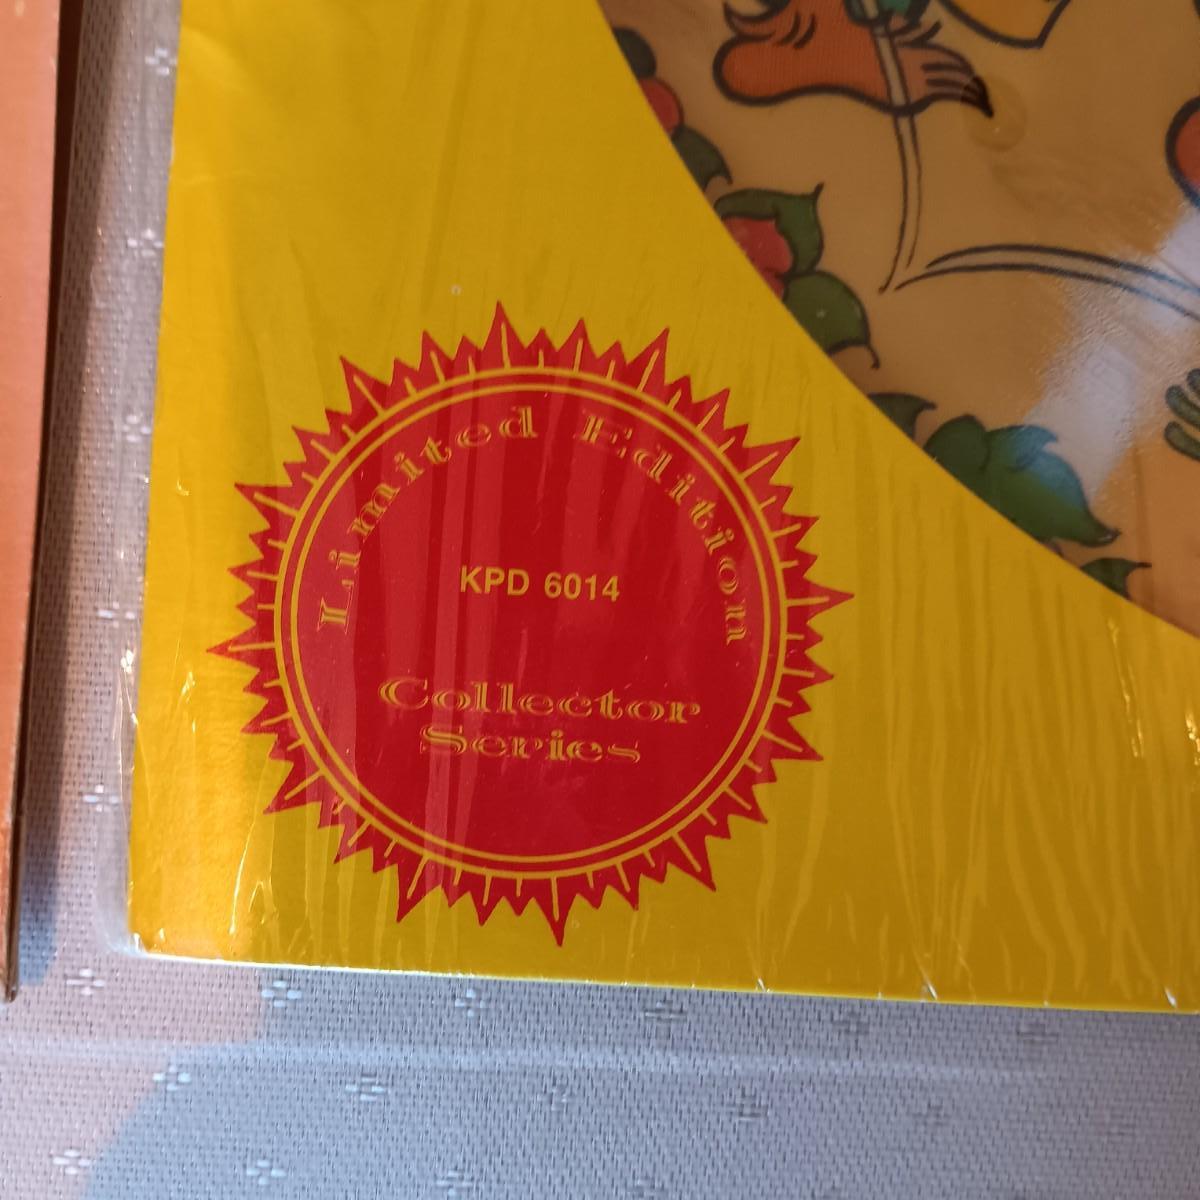 Limited Edition
KPD 6014
Collector
Series